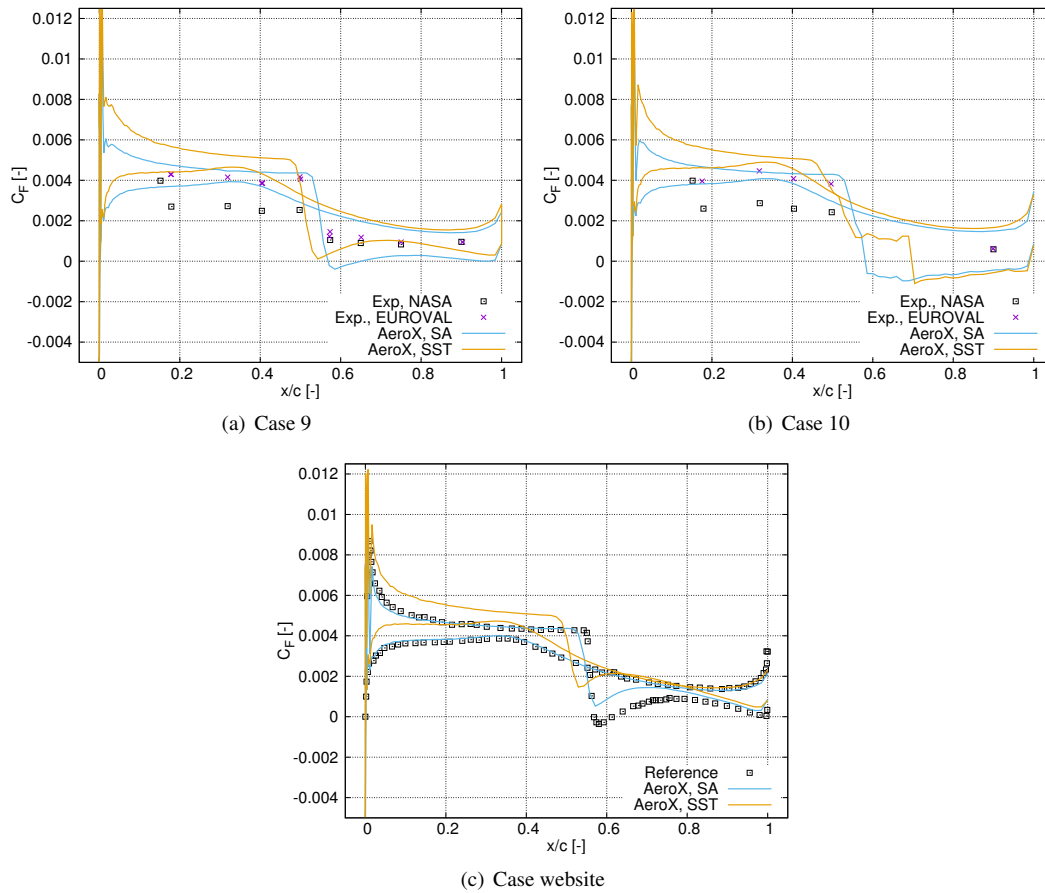 0.012
0.01
0.008
0.006
0.004
0.002
0
-0.002
-0.004
C_F [-]
0 0.2 0.4 0.6 0.8 1
x/c [-]
Exp, NASA
Exp., EUROVAL
AeroX, SA
AeroX, SST
(a) Case 9
0.012
0.01
0.008
0.006
0.004
0.002
0
-0.002
-0.004
C_F [-]
0 0.2 0.4 0.6 0.8 1
x/c [-]
Exp, NASA
Exp., EUROVAL
AeroX, SA
AeroX, SST
(b) Case 10
0.012
0.01
0.008
0.006
0.004
0.002
0
-0.002
-0.004
C_F [-]
0 0.2 0.4 0.6 0.8 1
x/c [-]
Reference
AeroX, SA
AeroX, SST
(c) Case website